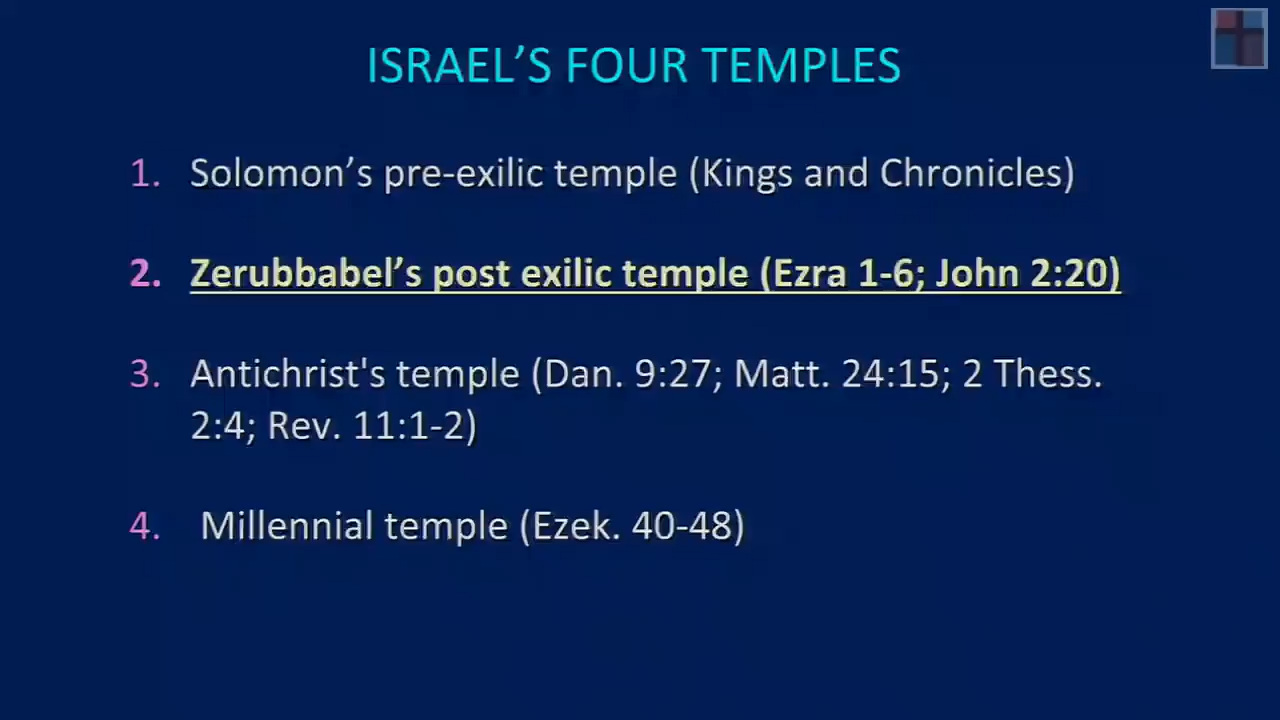 ISRAEL’S FOUR TEMPLES
1. Solomon’s pre-exilic temple (Kings and Chronicles)
2. Zerubbabel’s post exilic temple (Ezra 1-6; John 2:20)
3. Antichrist's temple (Dan. 9:27; Matt. 24:15; 2 Thess.
2:4; Rev. 11:1-2)
4. Millennial temple (Ezek. 40-48)